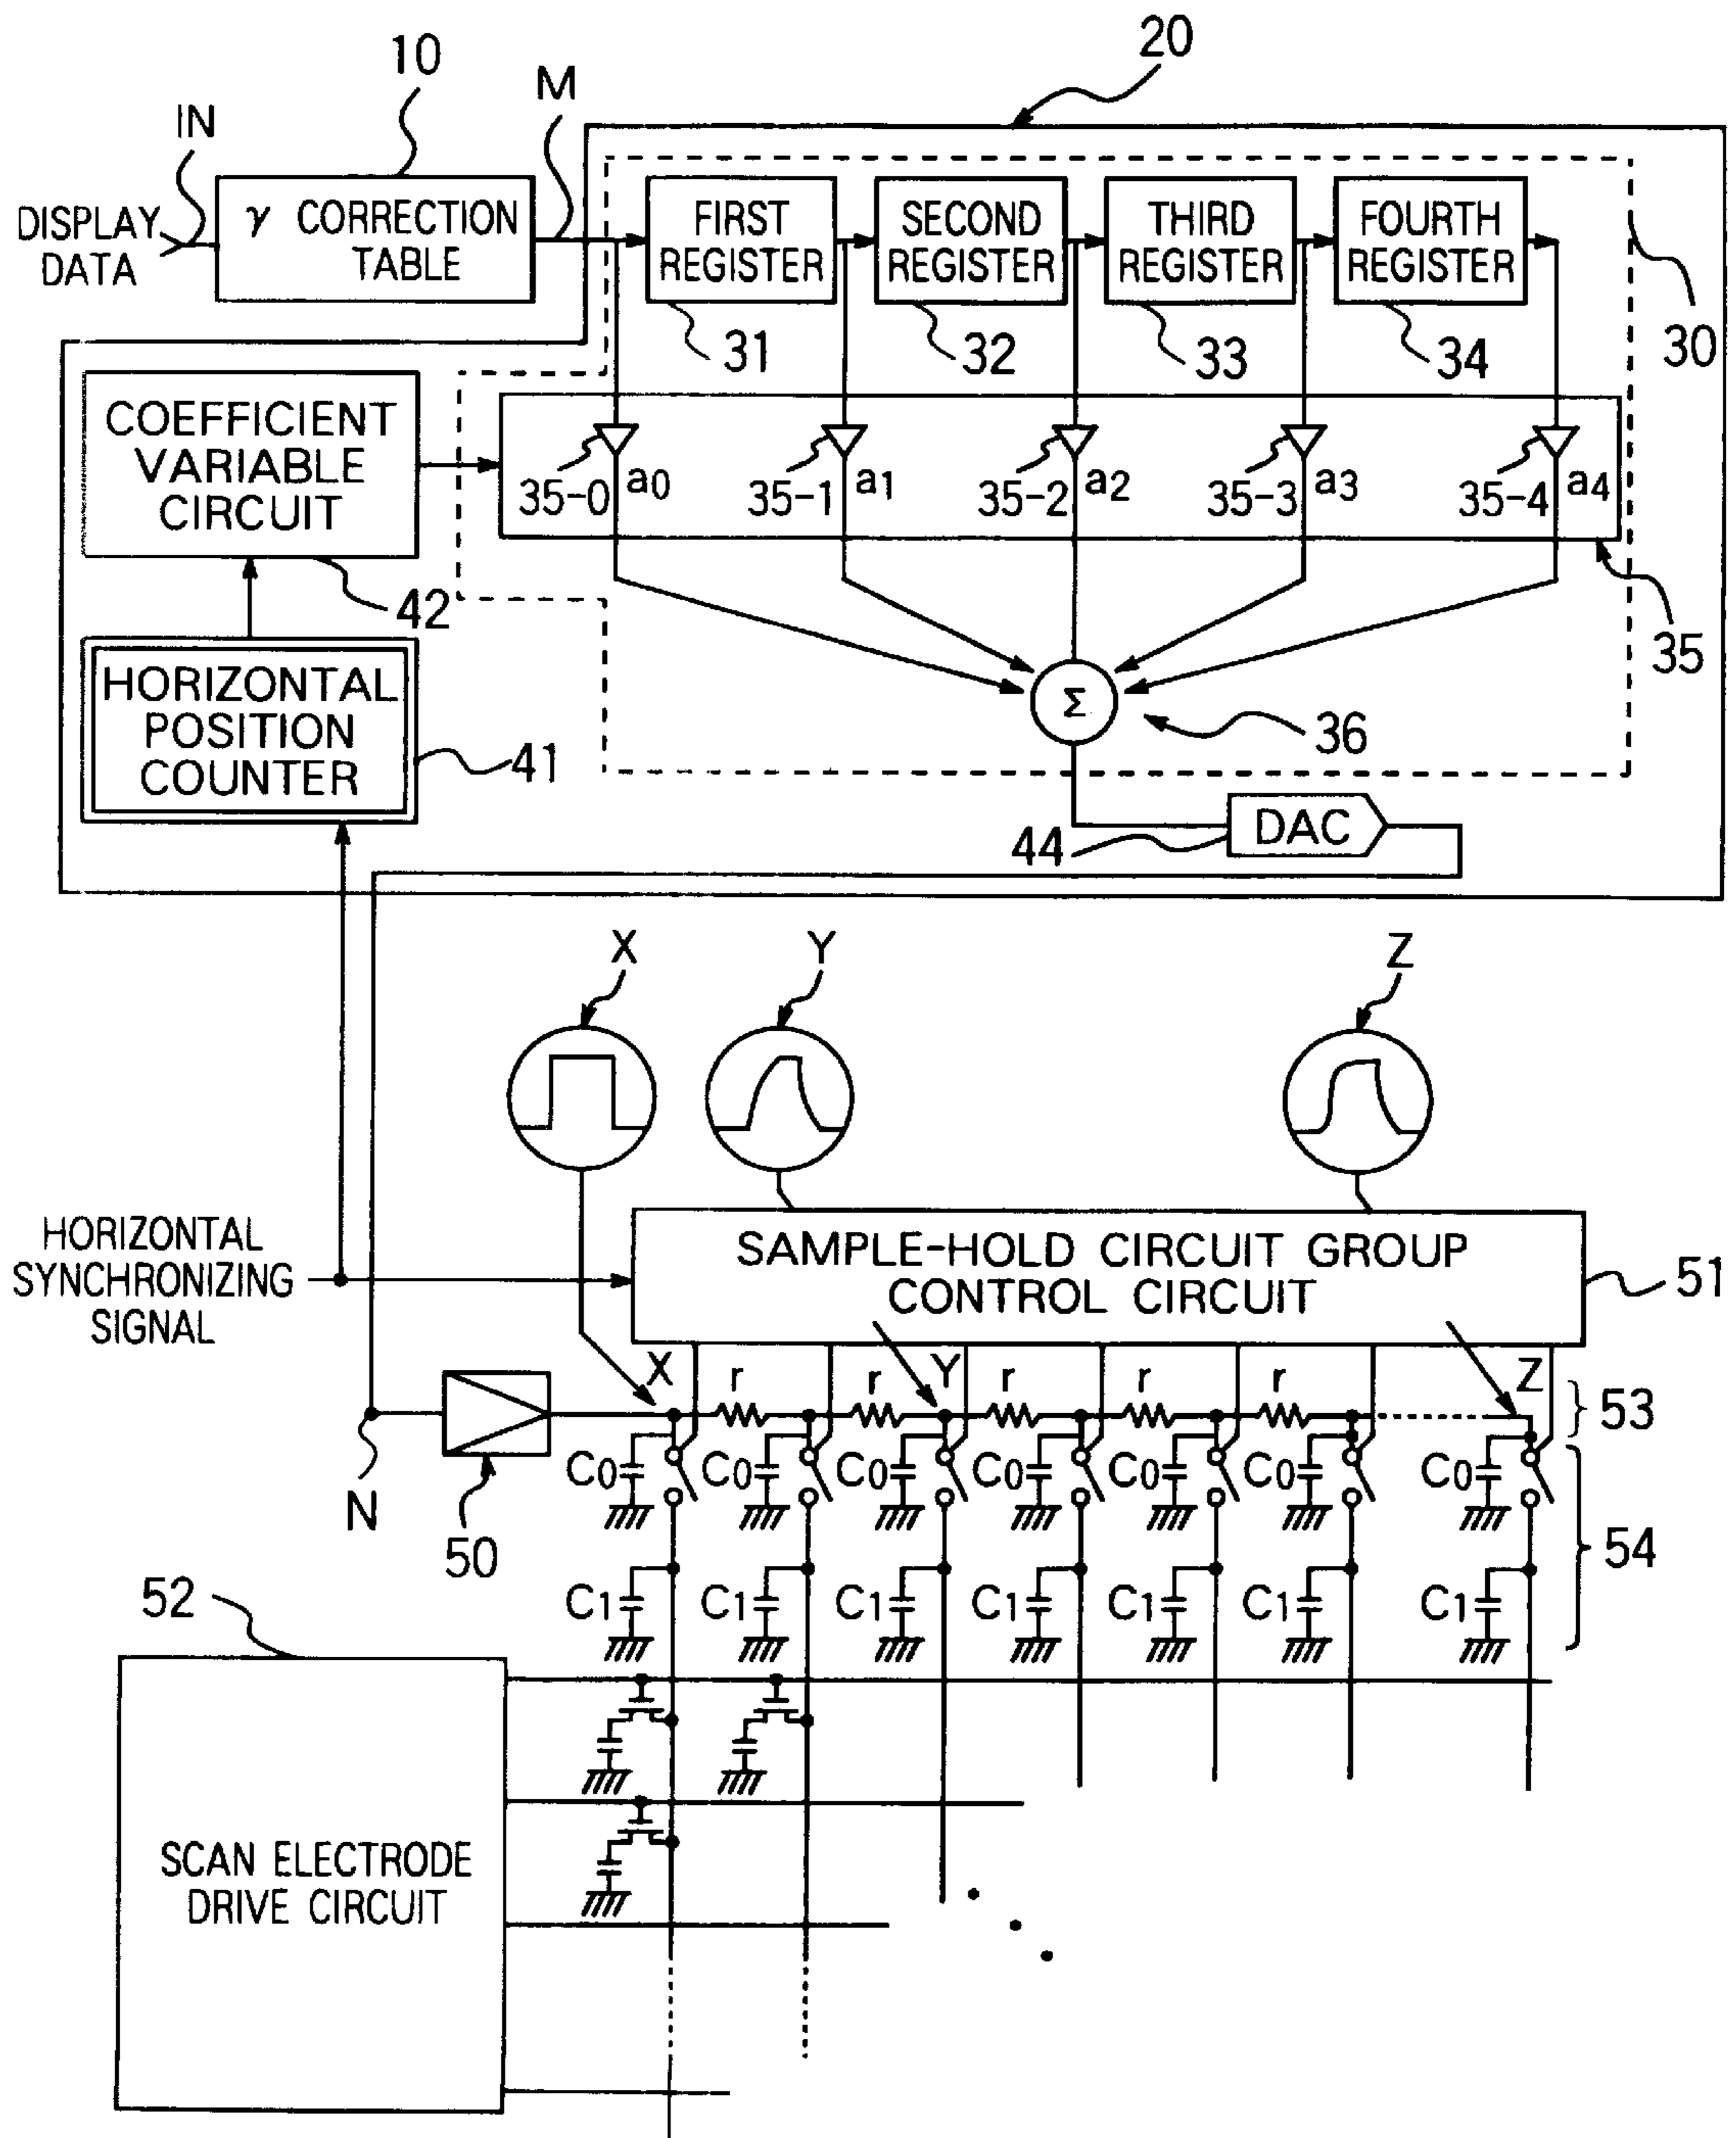 20
10
M
IN
DISPLAY
DATA
γ CORRECTION
TABLE
FIRST
REGISTER
SECOND
REGISTER
THIRD
REGISTER
FOURTH
REGISTER
31
32
33
34
30
COEFFICIENT
VARIABLE
CIRCUIT
35-0
a0
35-1
a1
35-2
a2
35-3
a3
35-4
a4
42
35
HORIZONTAL
POSITION
COUNTER
41
Σ
36
44
DAC
X
Y
Z
HORIZONTAL
SYNCHRONIZING
SIGNAL
SAMPLE-HOLD CIRCUIT GROUP
CONTROL CIRCUIT
51
X
r
r
Y
r
r
r
Z
53
N
50
C0
C0
C0
C0
C0
C0
C0
54
C1
C1
C1
C1
C1
C1
C1
52
SCAN ELECTRODE
DRIVE CIRCUIT